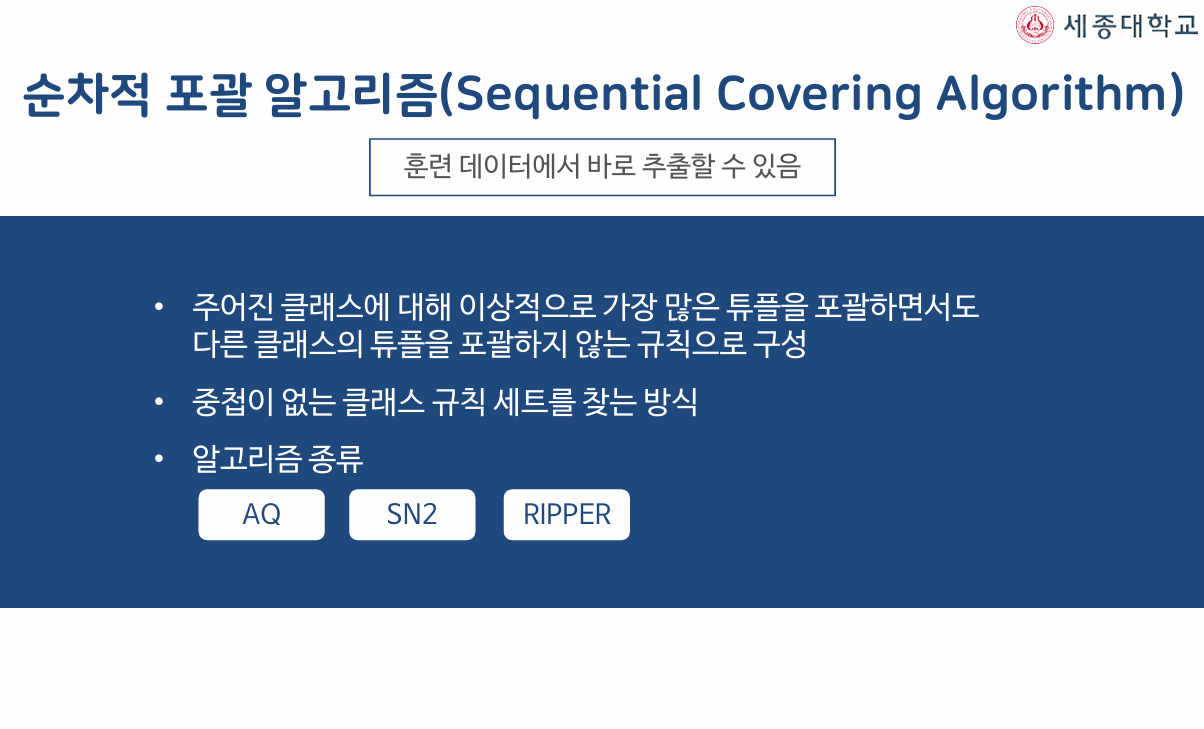 세종대학교
순차적 포괄 알고리즘(Sequential Covering Algorithm)
훈련 데이터에서 바로 추출할 수 있음
• 주어진 클래스에 대해 이상적으로 가장 많은 튜플을 포괄하면서도
다른 클래스의 튜플을 포괄하지 않는 규칙으로 구성
• 중첩이 없는 클래스 규칙 세트를 찾는 방식
• 알고리즘 종류
AQ SN2 RIPPER